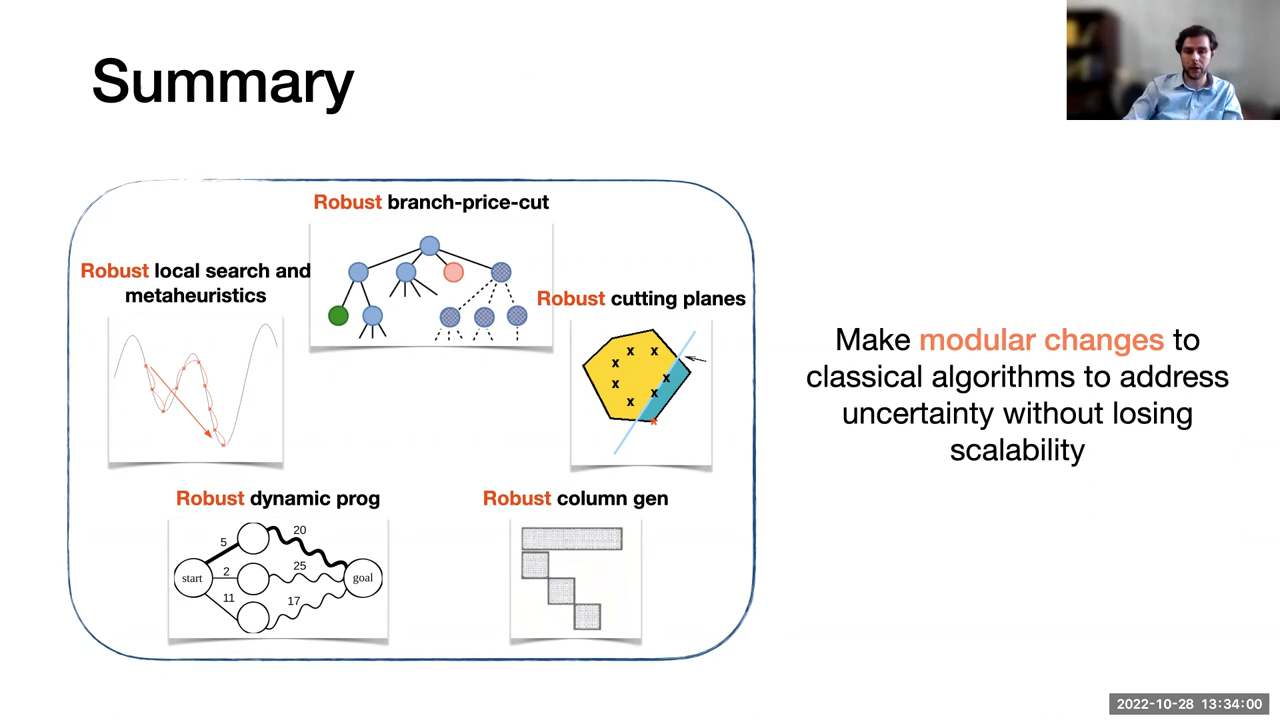 Summary
Robust branch-price-cut
Robust local search and
metaheuristics
Robust cutting planes
x x
x
x
x
x
x
x
Make modular changes to
classical algorithms to address
uncertainty without losing
scalability
Robust dynamic prog
Robust column gen
20
5
start
2
25
goal
11
17
2022-10-28 13:34:00